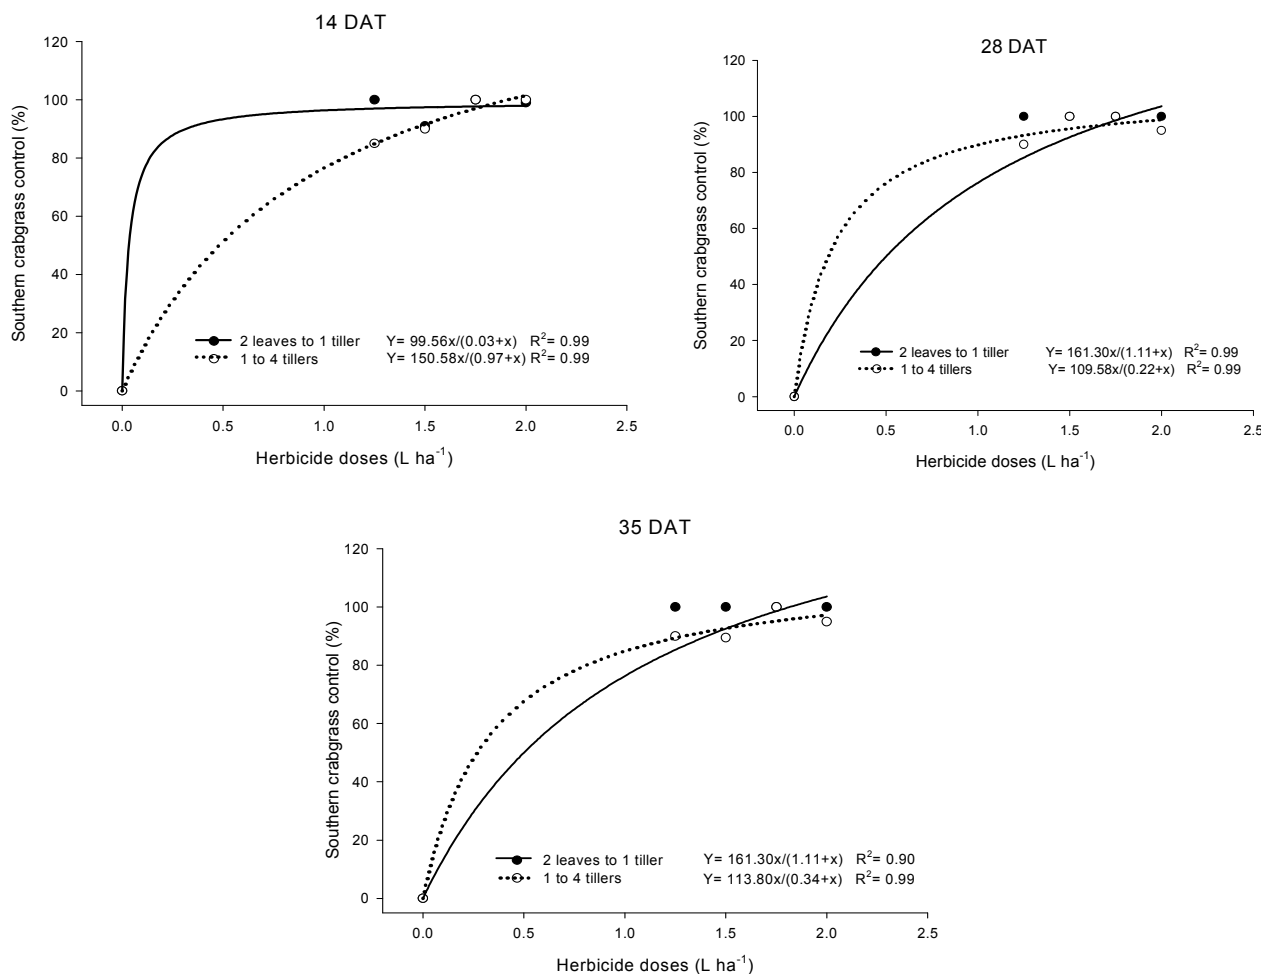 14 DAT
Southern crabgrass control (%)
120
100
80
60
40
20
0
2 leaves to 1 tiller Y= 99.56x/(0.03+x) R²= 0.99
1 to 4 tillers Y= 150.58x/(0.97+x) R²= 0.99
0.0 0.5 1.0 1.5 2.0 2.5
Herbicide doses (L ha⁻¹)
28 DAT
Southern crabgrass control (%)
120
100
80
60
40
20
0
2 leaves to 1 tiller Y= 161.30x/(1.11+x) R²= 0.99
1 to 4 tillers Y= 109.58x/(0.22+x) R²= 0.99
0.0 0.5 1.0 1.5 2.0 2.5
Herbicide doses (L ha⁻¹)
35 DAT
Southern crabgrass control (%)
120
100
80
60
40
20
0
2 leaves to 1 tiller Y= 161.30x/(1.11+x) R²= 0.90
1 to 4 tillers Y= 113.80x/(0.34+x) R²= 0.99
0.0 0.5 1.0 1.5 2.0 2.5
Herbicide doses (L ha⁻¹)